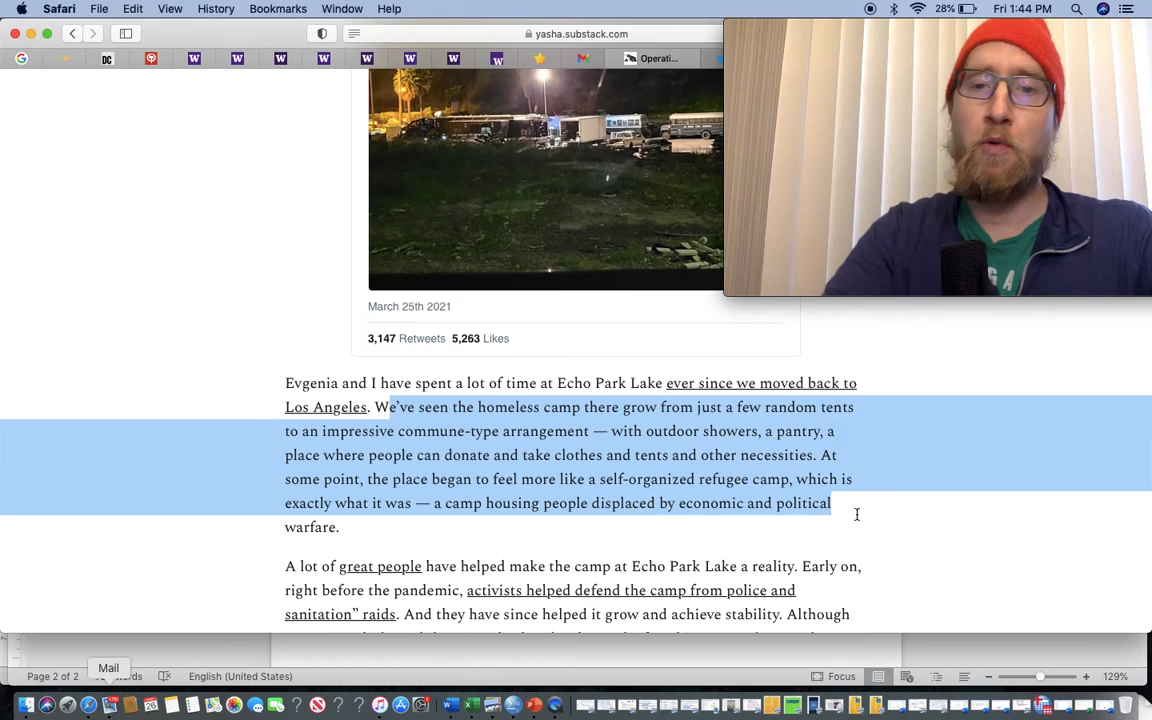 Safari File Edit View History Bookmarks Window Help 28% Fri 1:44 PM
yasha.substack.com
DC Operati...
March 25th 2021
3,147 Retweets 5,263 Likes
Evgenia and I have spent a lot of time at Echo Park Lake ever since we moved back to
Los Angeles. We’ve seen the homeless camp there grow from just a few random tents
to an impressive commune-type arrangement — with outdoor showers, a pantry, a
place where people can donate and take clothes and tents and other necessities. At
some point, the place began to feel more like a self-organized refugee camp, which is
exactly what it was — a camp housing people displaced by economic and political
warfare.
A lot of great people have helped make the camp at Echo Park Lake a reality. Early on,
right before the pandemic, activists helped defend the camp from police and
sanitation” raids. And they have since helped it grow and achieve stability. Although
Mail
Page 2 of 2 English (United States) Focus 129%